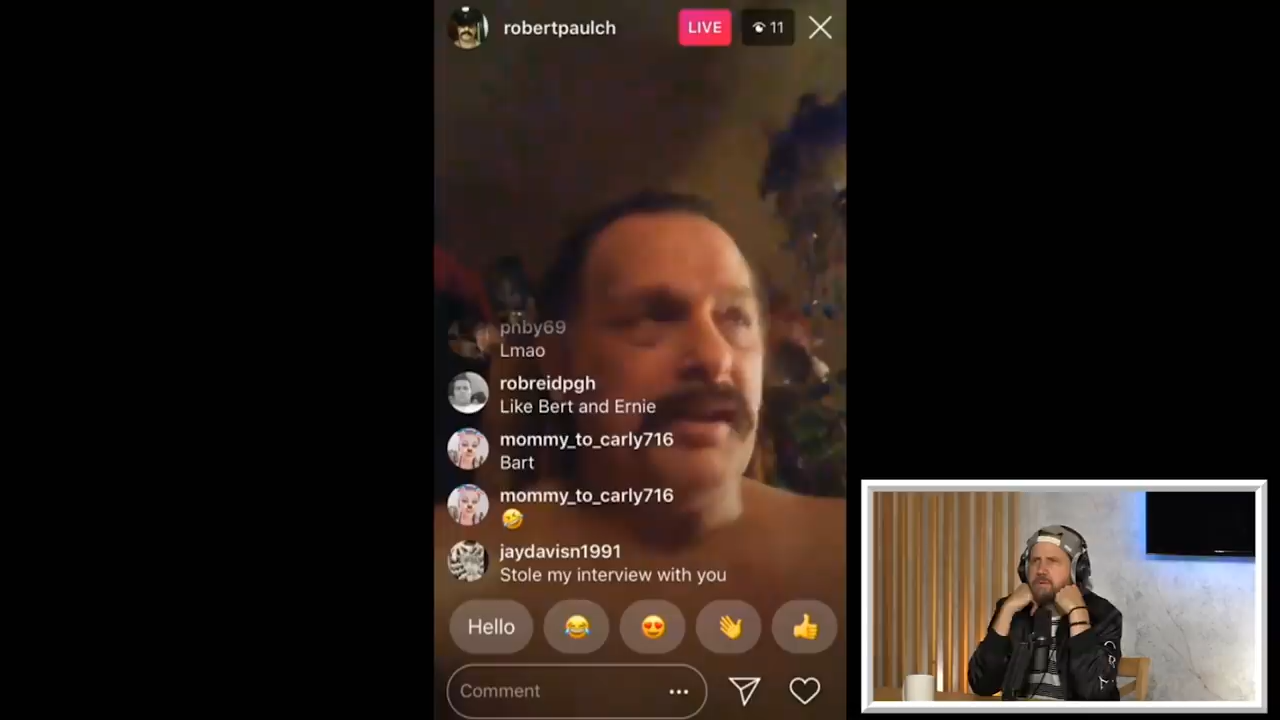 robertpaulch
LIVE
11
pnby69
Lmao
robreidpgh
Like Bert and Ernie
mommy_to_carly716
Bart
mommy_to_carly716
🤣
jaydavisn1991
Stole my interview with you
Hello 😂 😍 👋 👍
Comment ...